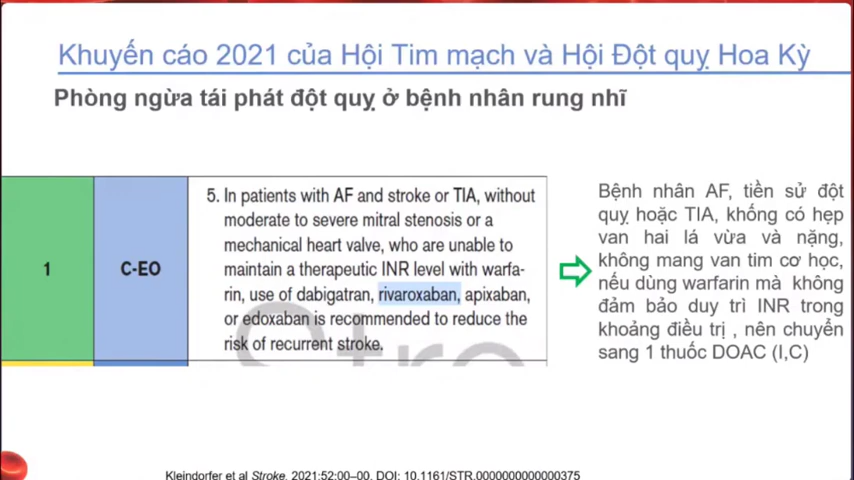 Khuyến cáo 2021 của Hội Tim mạch và Hội Đột quỵ Hoa Kỳ
Phòng ngừa tái phát đột quỵ ở bệnh nhân rung nhĩ
1
C-EO
5. In patients with AF and stroke or TIA, without
moderate to severe mitral stenosis or a
mechanical heart valve, who are unable to
maintain a therapeutic INR level with warfa-
rin, use of dabigatran, rivaroxaban, apixaban,
or edoxaban is recommended to reduce the
risk of recurrent stroke.
Bệnh nhân AF, tiền sử đột
quỵ hoặc TIA, khống có hẹp
van hai lá vừa và nặng,
không mang van tim cơ học,
nếu dùng warfarin mà không
đảm bảo duy trì INR trong
khoảng điều trị , nên chuyển
sang 1 thuốc DOAC (I,C)
Kleindorfer et al Stroke. 2021;52:00–00. DOI: 10.1161/STR.0000000000000375